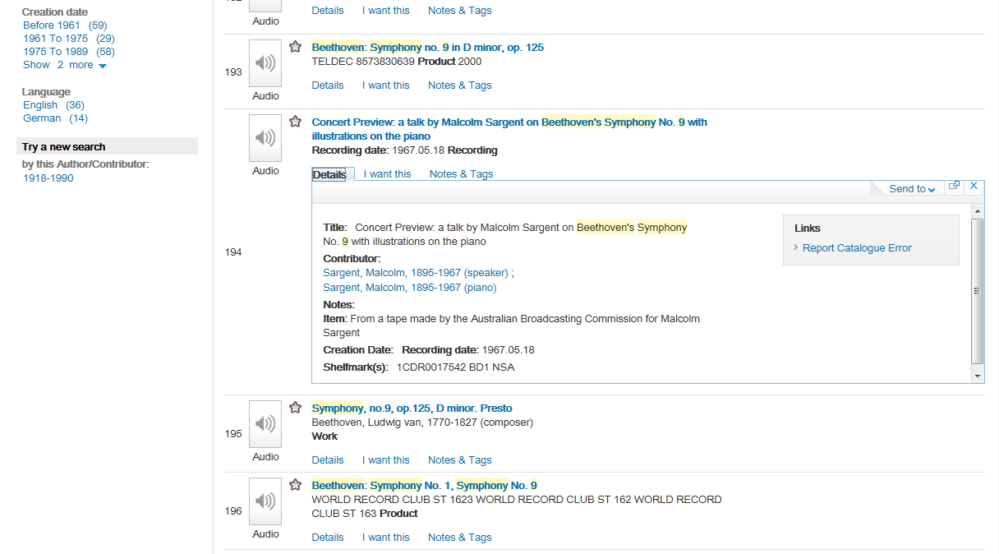 Creation date
Before 1961 (59)
1961 To 1975 (29)
1975 To 1989 (58)
Show 2 more
Language
English (36)
German (14)
Try a new search
by this Author/Contributor:
1918-1990
Audio
Details I want this Notes & Tags
193
Audio
Beethoven: Symphony no. 9 in D minor, op. 125
TELDEC 8573830639 Product 2000
Details I want this Notes & Tags
194
Audio
Concert Preview: a talk by Malcolm Sargent on Beethoven's Symphony No. 9 with
illustrations on the piano
Recording date: 1967.05.18 Recording
Details I want this Notes & Tags
Send to X
Title: Concert Preview: a talk by Malcolm Sargent on Beethoven's Symphony
No. 9 with illustrations on the piano
Contributor:
Sargent, Malcolm, 1895-1967 (speaker) ;
Sargent, Malcolm, 1895-1967 (piano)
Notes:
Item: From a tape made by the Australian Broadcasting Commission for Malcolm
Sargent
Creation Date: Recording date: 1967.05.18
Shelfmark(s): 1CDR0017542 BD1 NSA
Links
Report Catalogue Error
195
Audio
Symphony, no.9, op.125, D minor. Presto
Beethoven, Ludwig van, 1770-1827 (composer)
Work
Details I want this Notes & Tags
196
Audio
Beethoven: Symphony No. 1, Symphony No. 9
WORLD RECORD CLUB ST 1623 WORLD RECORD CLUB ST 162 WORLD RECORD
CLUB ST 163 Product
Details I want this Notes & Tags